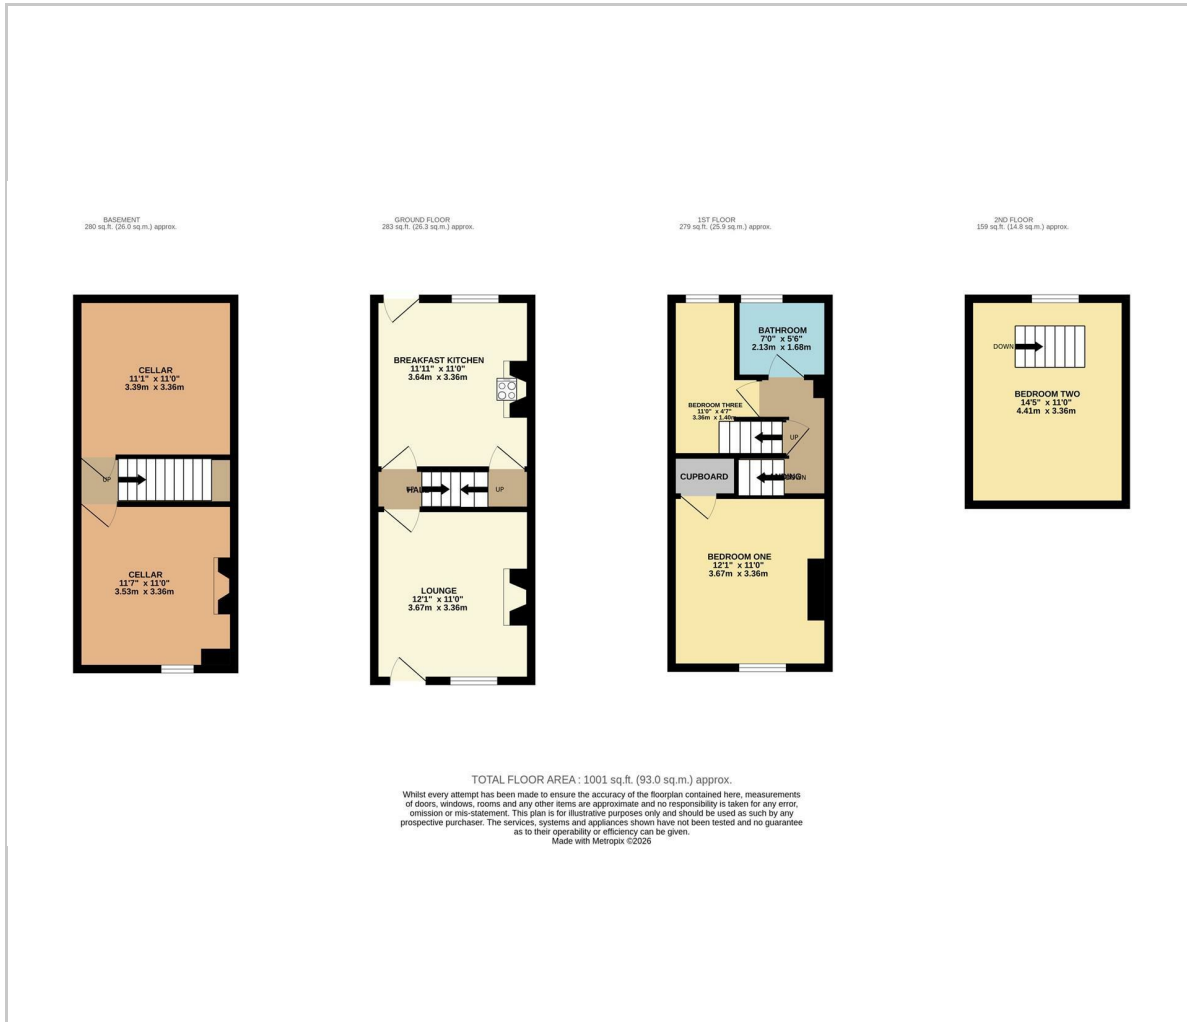 BASEMENT
280 sq.ft. (26.0 sq.m.) approx.
GROUND FLOOR
283 sq.ft. (26.3 sq.m.) approx.
1ST FLOOR
279 sq.ft. (25.9 sq.m.) approx.
2ND FLOOR
159 sq.ft. (14.8 sq.m.) approx.
CELLAR
11'1" x 11'0"
3.39m x 3.36m
UP
CELLAR
11'7" x 11'0"
3.53m x 3.36m
BREAKFAST KITCHEN
11'11" x 11'0"
3.64m x 3.36m
HALL
UP
LOUNGE
12'1" x 11'0"
3.67m x 3.36m
BATHROOM
7'0" x 5'6"
2.13m x 1.68m
BEDROOM THREE
11'0" x 4'7"
3.36m x 1.40m
UP
CUPBOARD
LANDING
DOWN
BEDROOM ONE
12'1" x 11'0"
3.67m x 3.36m
DOWN
BEDROOM TWO
14'5" x 11'0"
4.41m x 3.36m
TOTAL FLOOR AREA : 1001 sq.ft. (93.0 sq.m.) approx.
Whilst every attempt has been made to ensure the accuracy of the floorplan contained here, measurements
of doors, windows, rooms and any other items are approximate and no responsibility is taken for any error,
omission or mis-statement. This plan is for illustrative purposes only and should be used as such by any
prospective purchaser. The services, systems and appliances shown have not been tested and no guarantee
as to their operability or efficiency can be given.
Made with Metropix ©2026